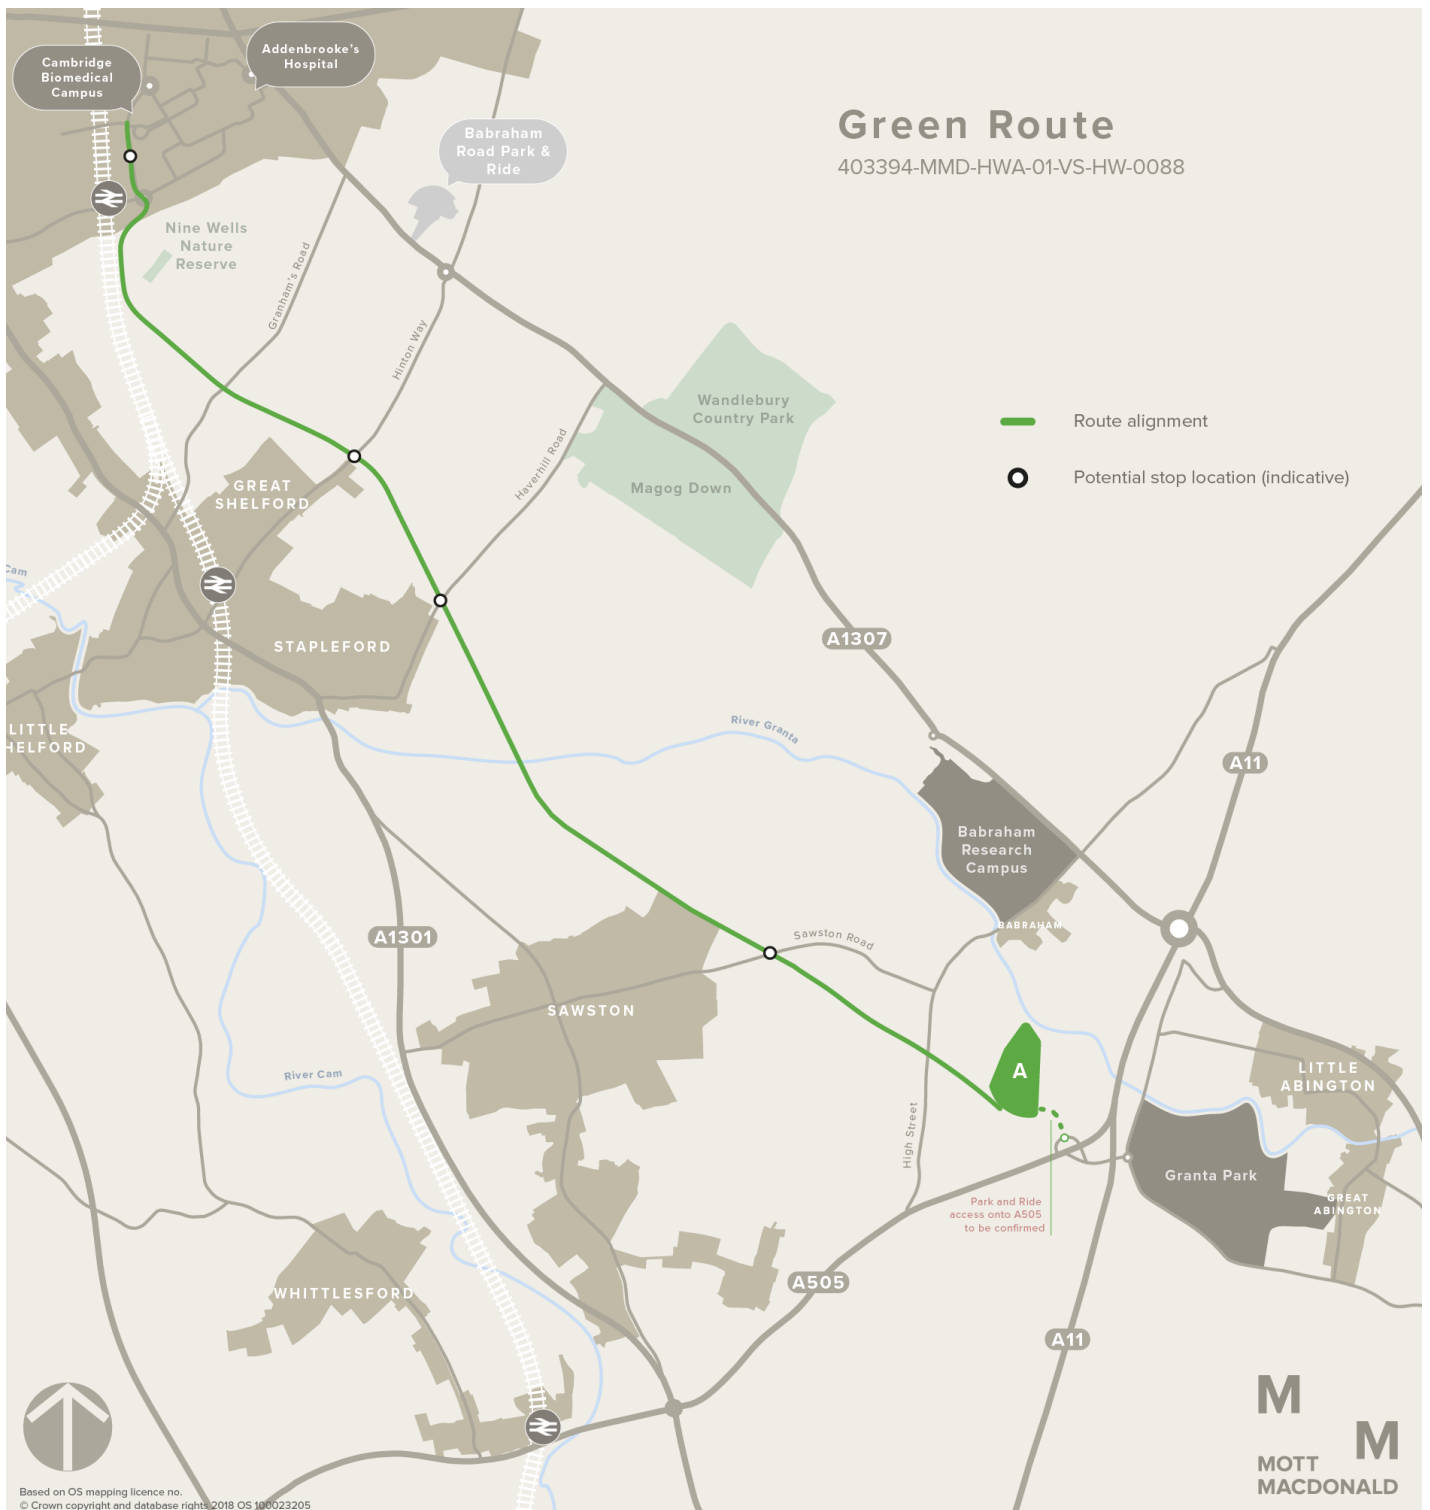 Cambridge
Biomedical
Campus
Addenbrooke's
Hospital
Babraham
Road Park &
Ride
Green Route
403394-MMD-HWA-01-VS-HW-0088
Nine Wells
Nature
Reserve
Granham's Road
Hinton Way
Haverhill Road
Wandlebury
Country Park
Magog Down
Route alignment
Potential stop location (indicative)
GREAT
SHELFORD
Cam
STAPLEFORD
A1307
LITTLE
HELFORD
River Granta
A11
Babraham
Research
Campus
BABRAHAM
A1301
Sawston Road
SAWSTON
River Cam
A
LITTLE
ABINGTON
High Street
Granta Park
GREAT
ABINGTON
Park and Ride
access onto A505
to be confirmed
WHITTLESFORD
A505
A11
M
M
MOTT
MACDONALD
Based on OS mapping licence no.
© Crown copyright and database rights 2018 OS 100023205